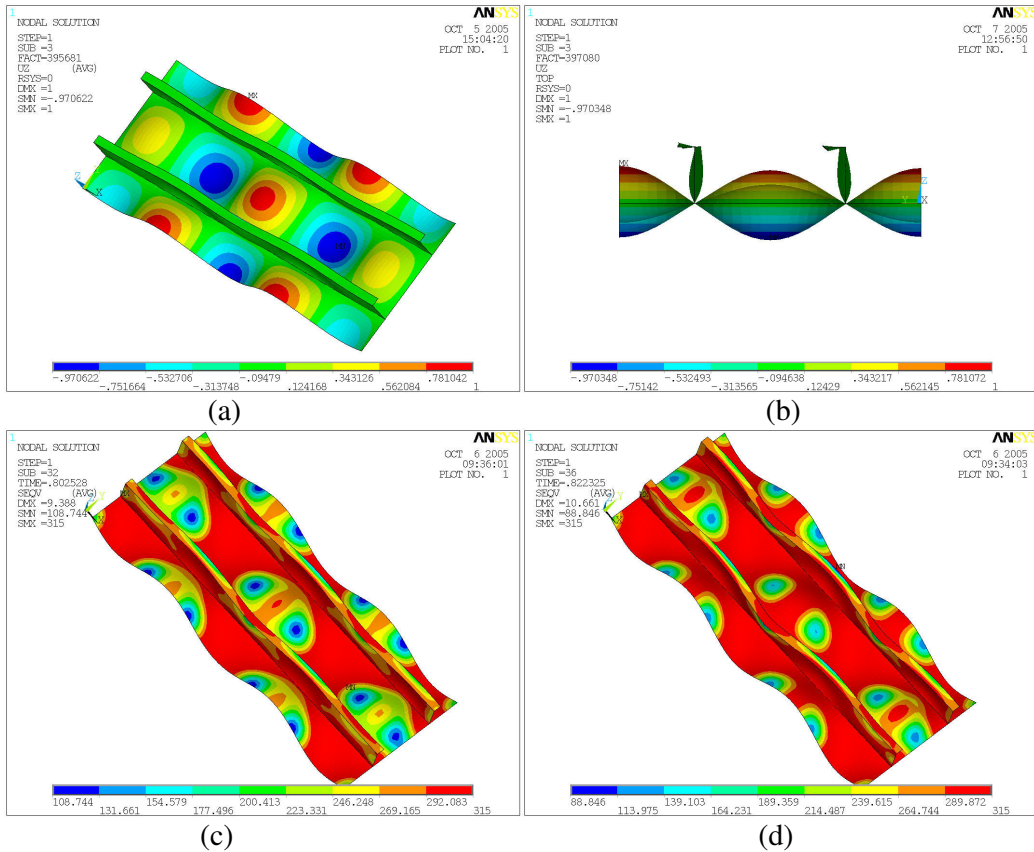 1
NODAL SOLUTION
STEP=1
SUB =3
FACT=395681
UZ (AVG)
RSYS=0
DMX =1
SMN =-.970622
SMX =1
ANSYS
OCT 5 2005
15:04:20
PLOT NO. 1
MX
Z
X
MN
-.970622 -.751664 -.532706 -.313748 -.09479 .124168 .343126 .562084 .781042 1
(a)
1
NODAL SOLUTION
STEP=1
SUB =3
FACT=397080
UZ
TOP
RSYS=0
DMX =1
SMN =-.970348
SMX =1
ANSYS
OCT 7 2005
12:56:50
PLOT NO. 1
MX
Z
Y X
-.970348 -.75142 -.532493 -.313565 -.094638 .12429 .343217 .562145 .781072 1
(b)
1
NODAL SOLUTION
STEP=1
SUB =32
TIME=.802528
SEQV (AVG)
DMX =9.388
SMN =108.744
SMX =315
ANSYS
OCT 6 2005
09:36:01
PLOT NO. 1
MX
Z Y
X
MN
108.744 131.661 154.579 177.496 200.413 223.331 246.248 269.165 292.083 315
(c)
1
NODAL SOLUTION
STEP=1
SUB =36
TIME=.822325
SEQV (AVG)
DMX =10.661
SMN =88.846
SMX =315
ANSYS
OCT 6 2005
09:34:03
PLOT NO. 1
MX
Z Y
X
MN
88.846 113.975 139.103 164.231 189.359 214.487 239.615 264.744 289.872 315
(d)